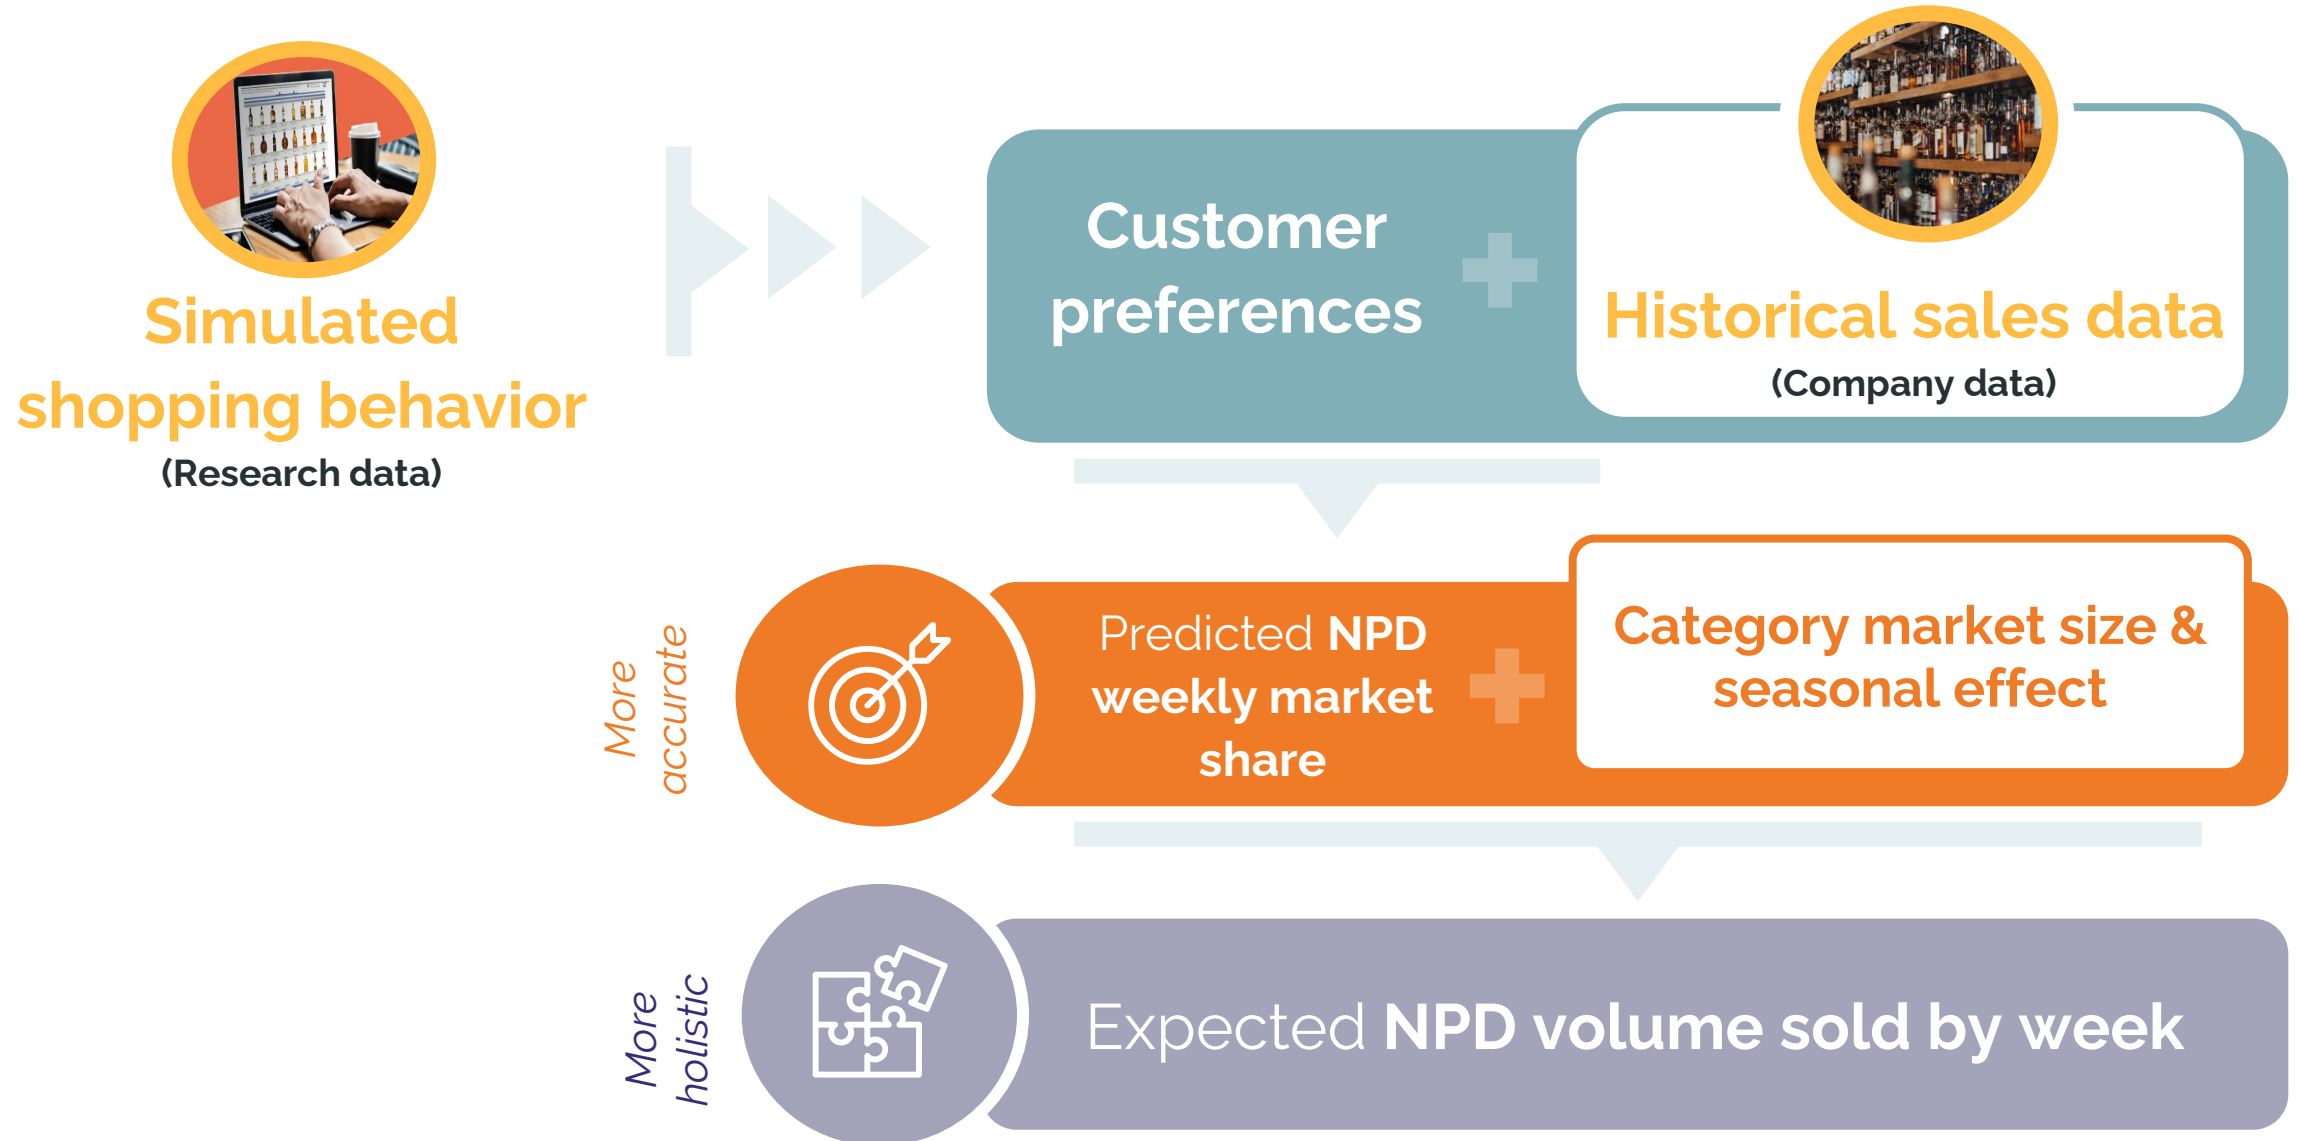 Simulated
shopping behavior
(Research data)
Customer
preferences
Historical sales data
(Company data)
More
accurate
Predicted NPD
weekly market
share
Category market size &
seasonal effect
More
holistic
Expected NPD volume sold by week